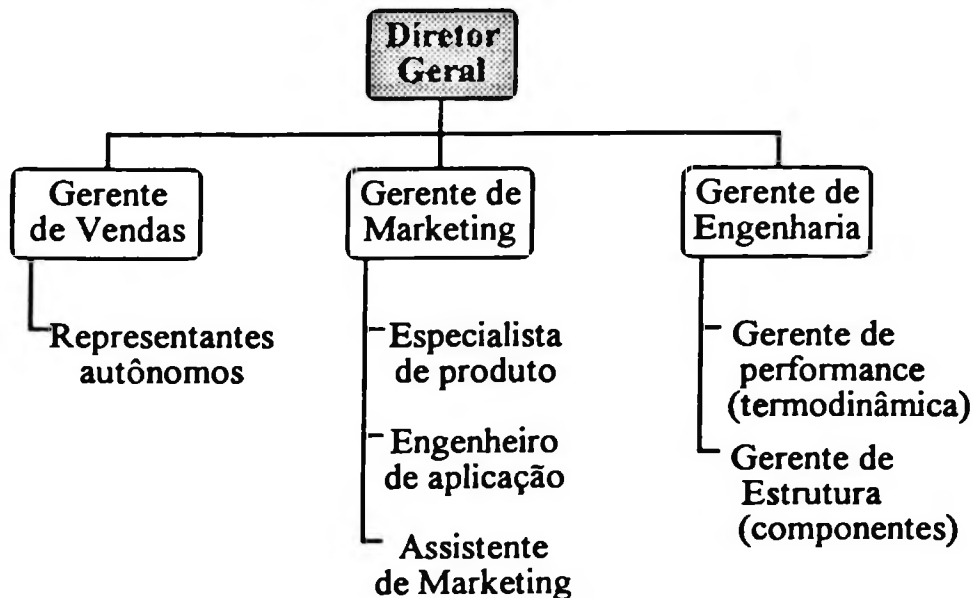 Diretor
Geral
Gerente
de Vendas
Representantes
autônomos
Gerente de
Marketing
Especialista
de produto
Engenheiro
de aplicação
Assistente
de Marketing
Gerente de
Engenharia
Gerente de
performance
(termodinâmica)
Gerente de
Estrutura
(componentes)